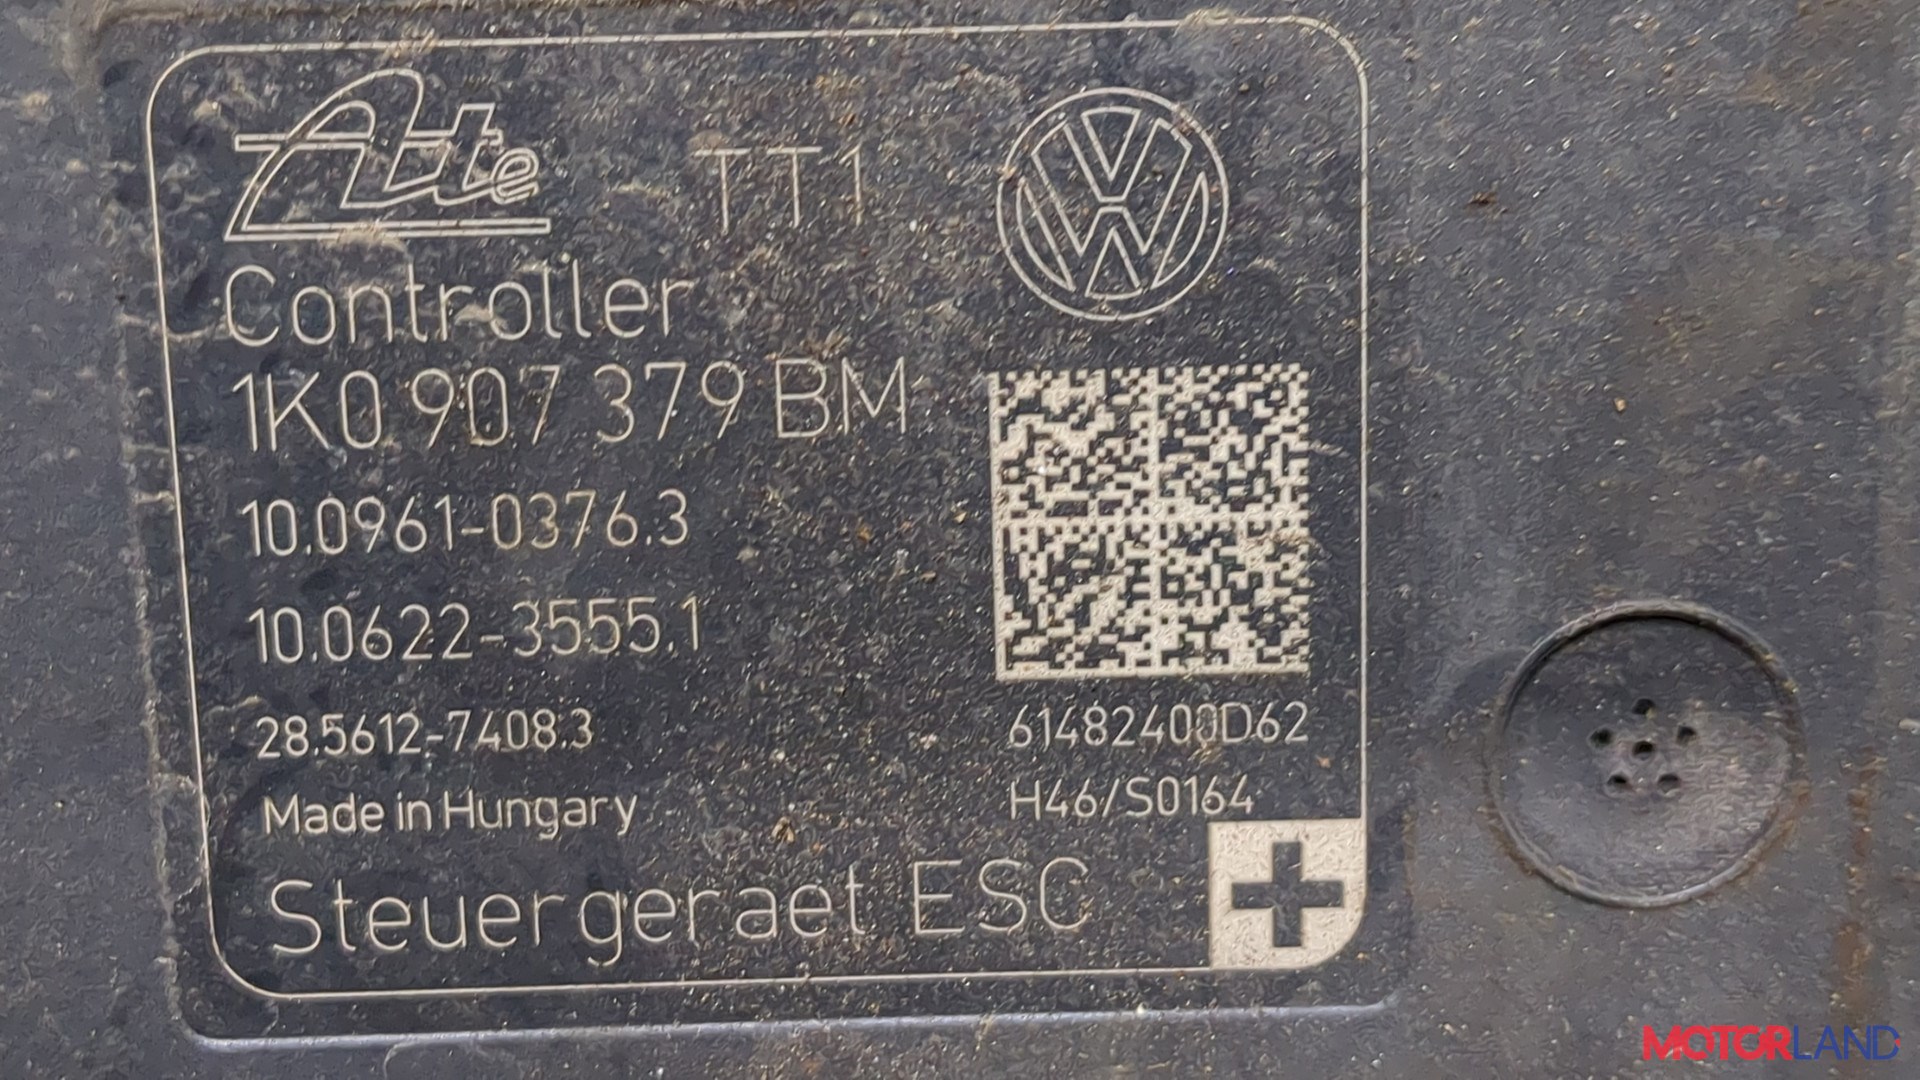 Ate TT1
Controller
1K0 907 379 BM
10.0961-0376.3
10.0622-3555.1
28.5612-7408.3
61482400D62
Made in Hungary
H46/S0164
Steuergeraet ESC
MOTORLAND